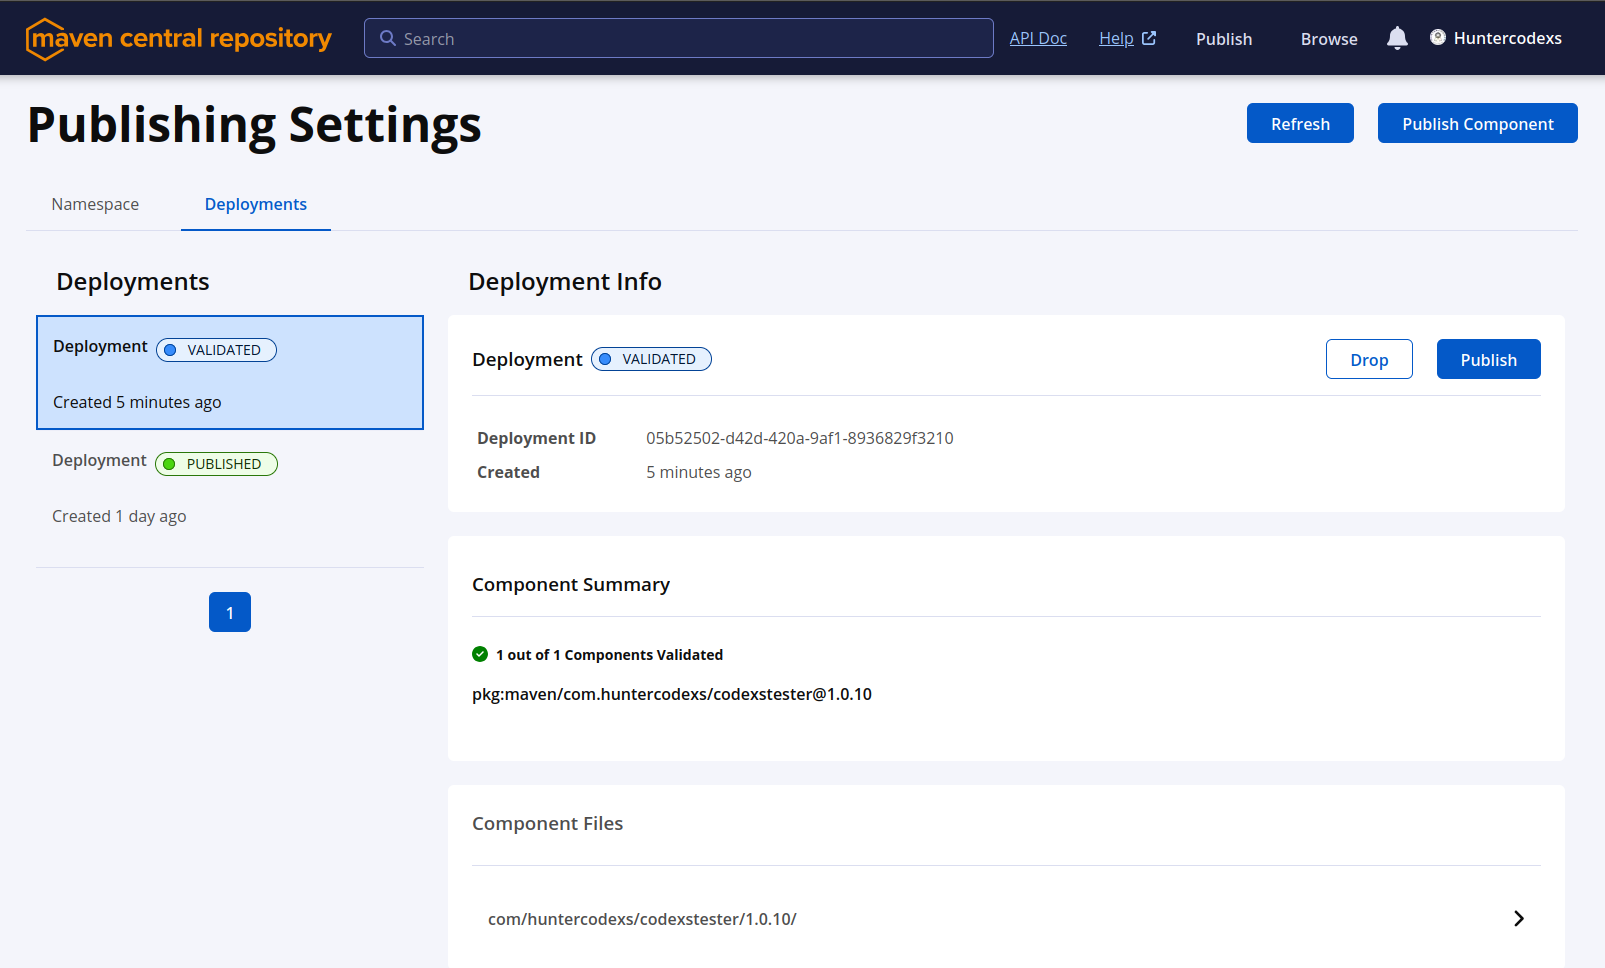 maven central repository
Search
API Doc
Help
Publish
Browse
Huntercodexs
Publishing Settings
Refresh
Publish Component
Namespace
Deployments
Deployments
Deployment VALIDATED
Created 5 minutes ago
Deployment PUBLISHED
Created 1 day ago
1
Deployment Info
Deployment VALIDATED
Drop
Publish
Deployment ID 05b52502-d42d-420a-9af1-8936829f3210
Created 5 minutes ago
Component Summary
1 out of 1 Components Validated
pkg:maven/com.huntercodexs/codexstester@1.0.10
Component Files
com/huntercodexs/codexstester/1.0.10/